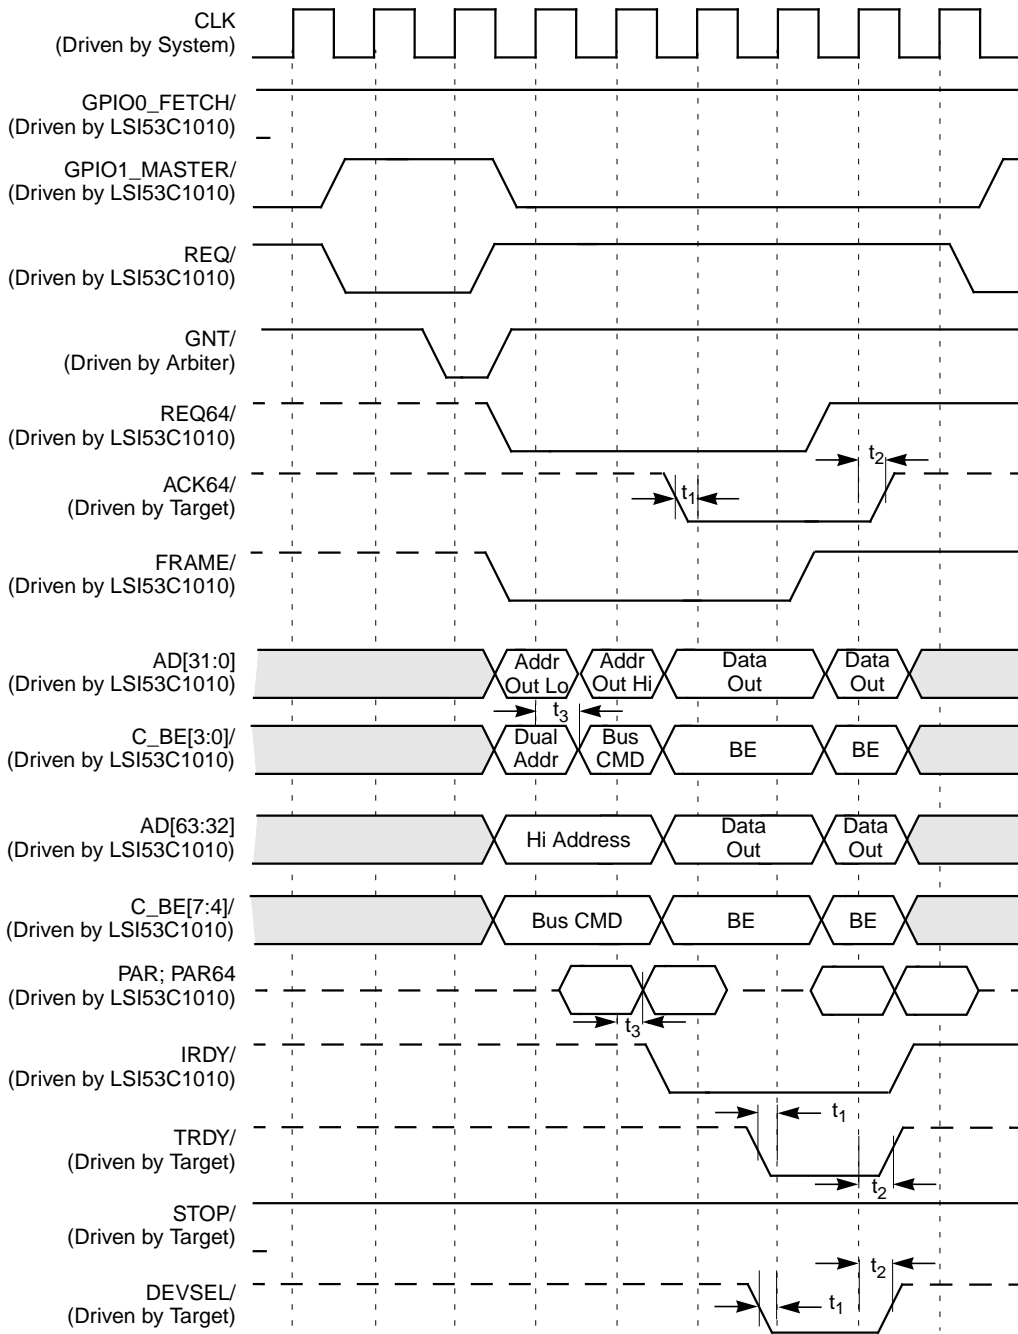 CLK
(Driven by System)
GPIO0_FETCH/
(Driven by LSI53C1010)
GPIO1_MASTER/
(Driven by LSI53C1010)
REQ/
(Driven by LSI53C1010)
GNT/
(Driven by Arbiter)
REQ64/
(Driven by LSI53C1010)
t2
ACK64/
(Driven by Target)
t1
FRAME/
(Driven by LSI53C1010)
AD[31:0]
(Driven by LSI53C1010)
Addr
Out Lo
Addr
Out Hi
Data
Out
Data
Out
t3
C_BE[3:0]/
(Driven by LSI53C1010)
Dual
Addr
Bus
CMD
BE
BE
AD[63:32]
(Driven by LSI53C1010)
Hi Address
Data
Out
Data
Out
C_BE[7:4]/
(Driven by LSI53C1010)
Bus CMD
BE
BE
PAR; PAR64
(Driven by LSI53C1010)
t3
IRDY/
(Driven by LSI53C1010)
t1
TRDY/
(Driven by Target)
t2
STOP/
(Driven by Target)
t2
DEVSEL/
(Driven by Target)
t1